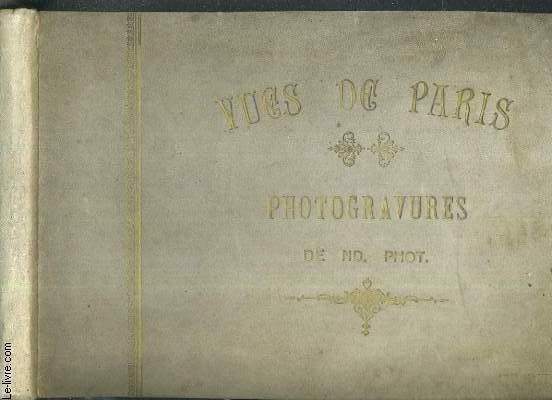 VUES DE PARIS
PHOTOGRAVURES
DE ND. PHOT.
Le-livre.com